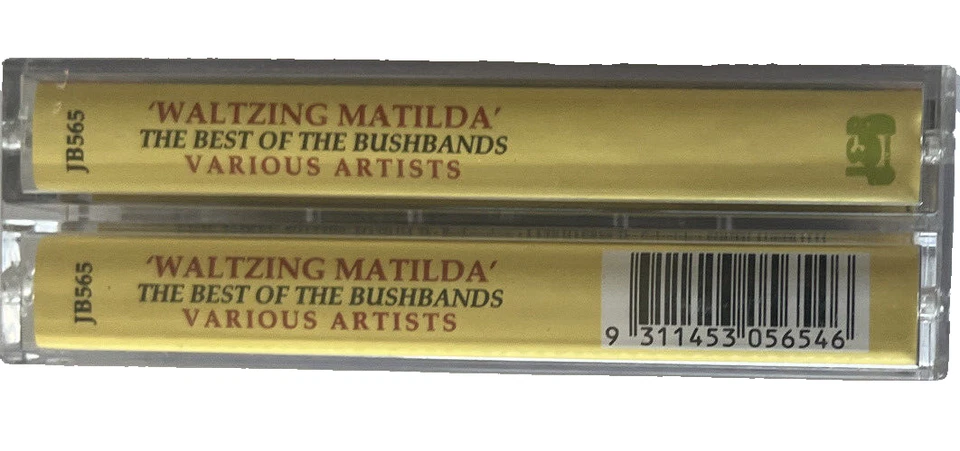 JB565
'WALTZING MATILDA'
THE BEST OF THE BUSHBANDS
VARIOUS ARTISTS
JB565
'WALTZING MATILDA'
THE BEST OF THE BUSHBANDS
VARIOUS ARTISTS
9 311453 056546